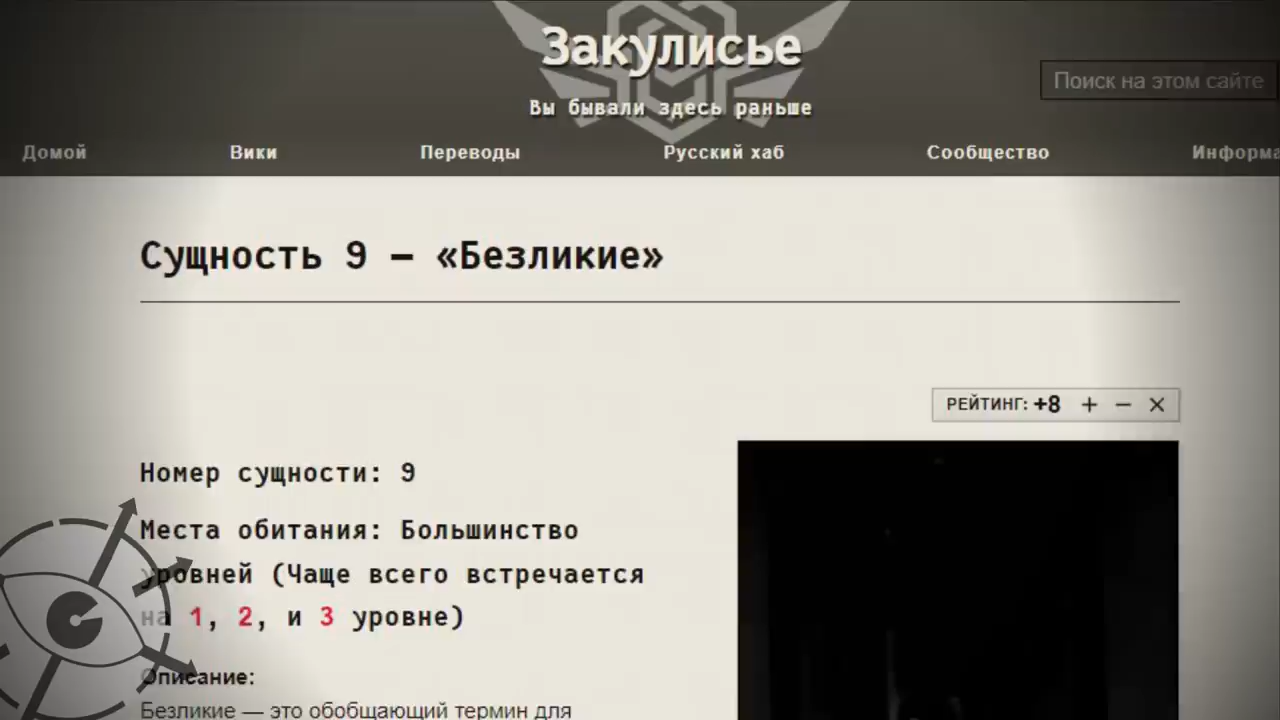 Закулисье
Вы бывали здесь раньше
Поиск на этом сайте
Домой Вики Переводы Русский хаб Сообщество Информа
Сущность 9 — «Безликие»
РЕЙТИНГ: +8 + − ×
Номер сущности: 9
Места обитания: Большинство
уровней (Чаще всего встречается
на 1, 2, и 3 уровне)
Описание:
Безликие — это обобщающий термин для